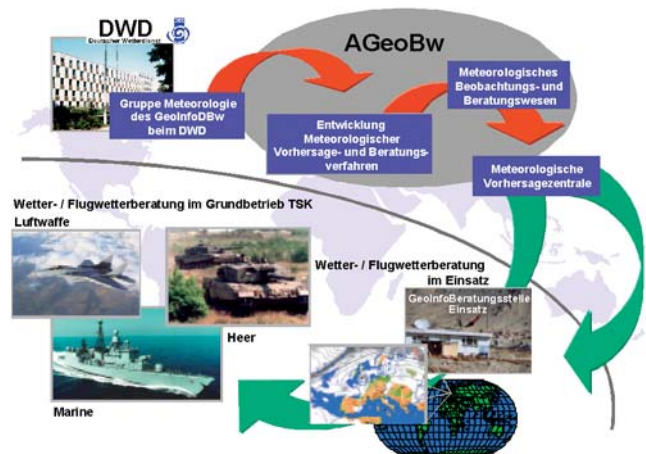 DWD
Deutscher Wetterdienst
AGeoBw
Gruppe Meteorologie
des GeoInfoDBw
beim DWD
Entwicklung
Meteorologischer
Vorhersage- und Beratungs-
verfahren
Meteorologisches
Beobachtungs- und
Beratungswesen
Meteorologische
Vorhersagezentrale
Wetter- / Flugwetterberatung im Grundbetrieb TSK
Luftwaffe
Heer
Marine
Wetter- / Flugwetterberatung
im Einsatz
GeoInfoBeratungsstelle
Einsatz